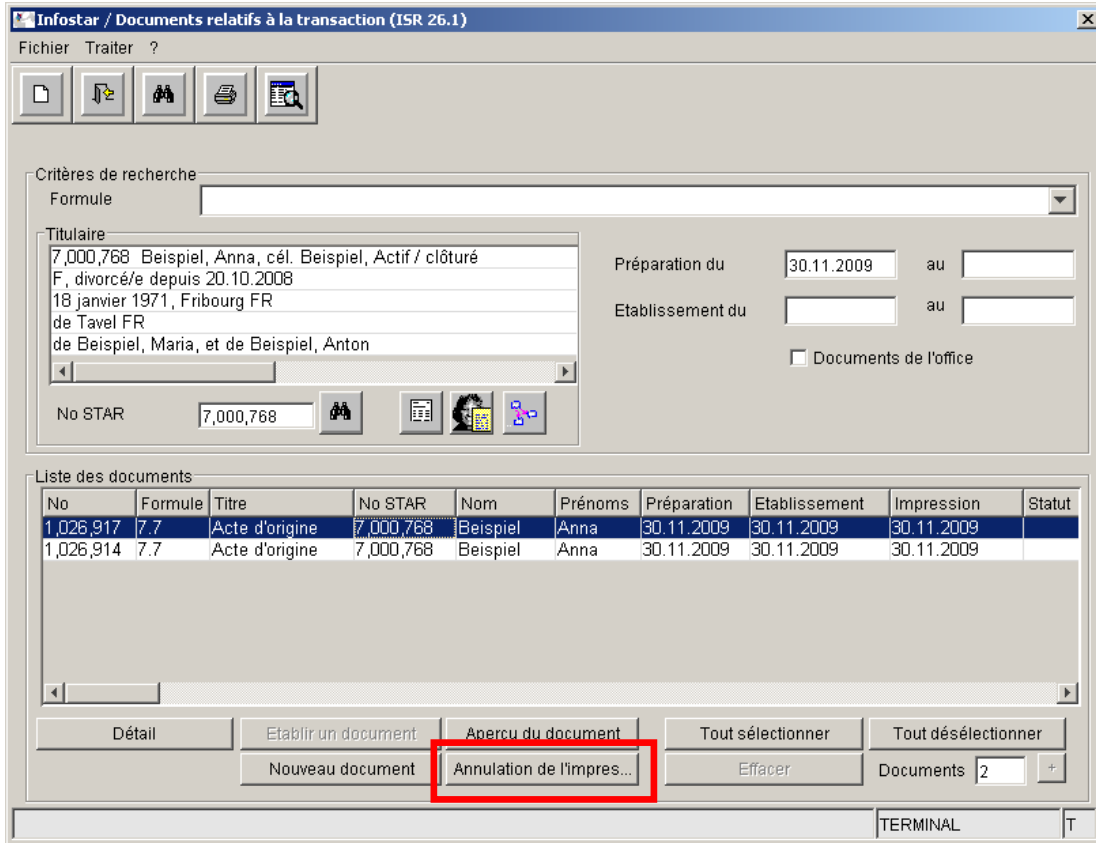 Infostar / Documents relatifs à la transaction (ISR 26.1)
Fichier Traiter ?
Critères de recherche
Formule
Titulaire
7,000,768 Beispiel, Anna, cél. Beispiel, Actif / clôturé
F, divorcé/e depuis 20.10.2008
18 janvier 1971, Fribourg FR
de Tavel FR
de Beispiel, Maria, et de Beispiel, Anton
No STAR 7,000,768
Préparation du 30.11.2009 au
Etablissement du au
Documents de l'office
Liste des documents
No Formule Titre No STAR Nom Prénoms Préparation Etablissement Impression Statut
1,026,917 7.7 Acte d'origine 7,000,768 Beispiel Anna 30.11.2009 30.11.2009 30.11.2009
1,026,914 7.7 Acte d'origine 7,000,768 Beispiel Anna 30.11.2009 30.11.2009 30.11.2009
Détail Etablir un document Apercu du document Tout sélectionner Tout désélectionner
Nouveau document Annulation de l'impres... Effacer Documents 2 +
TERMINAL T